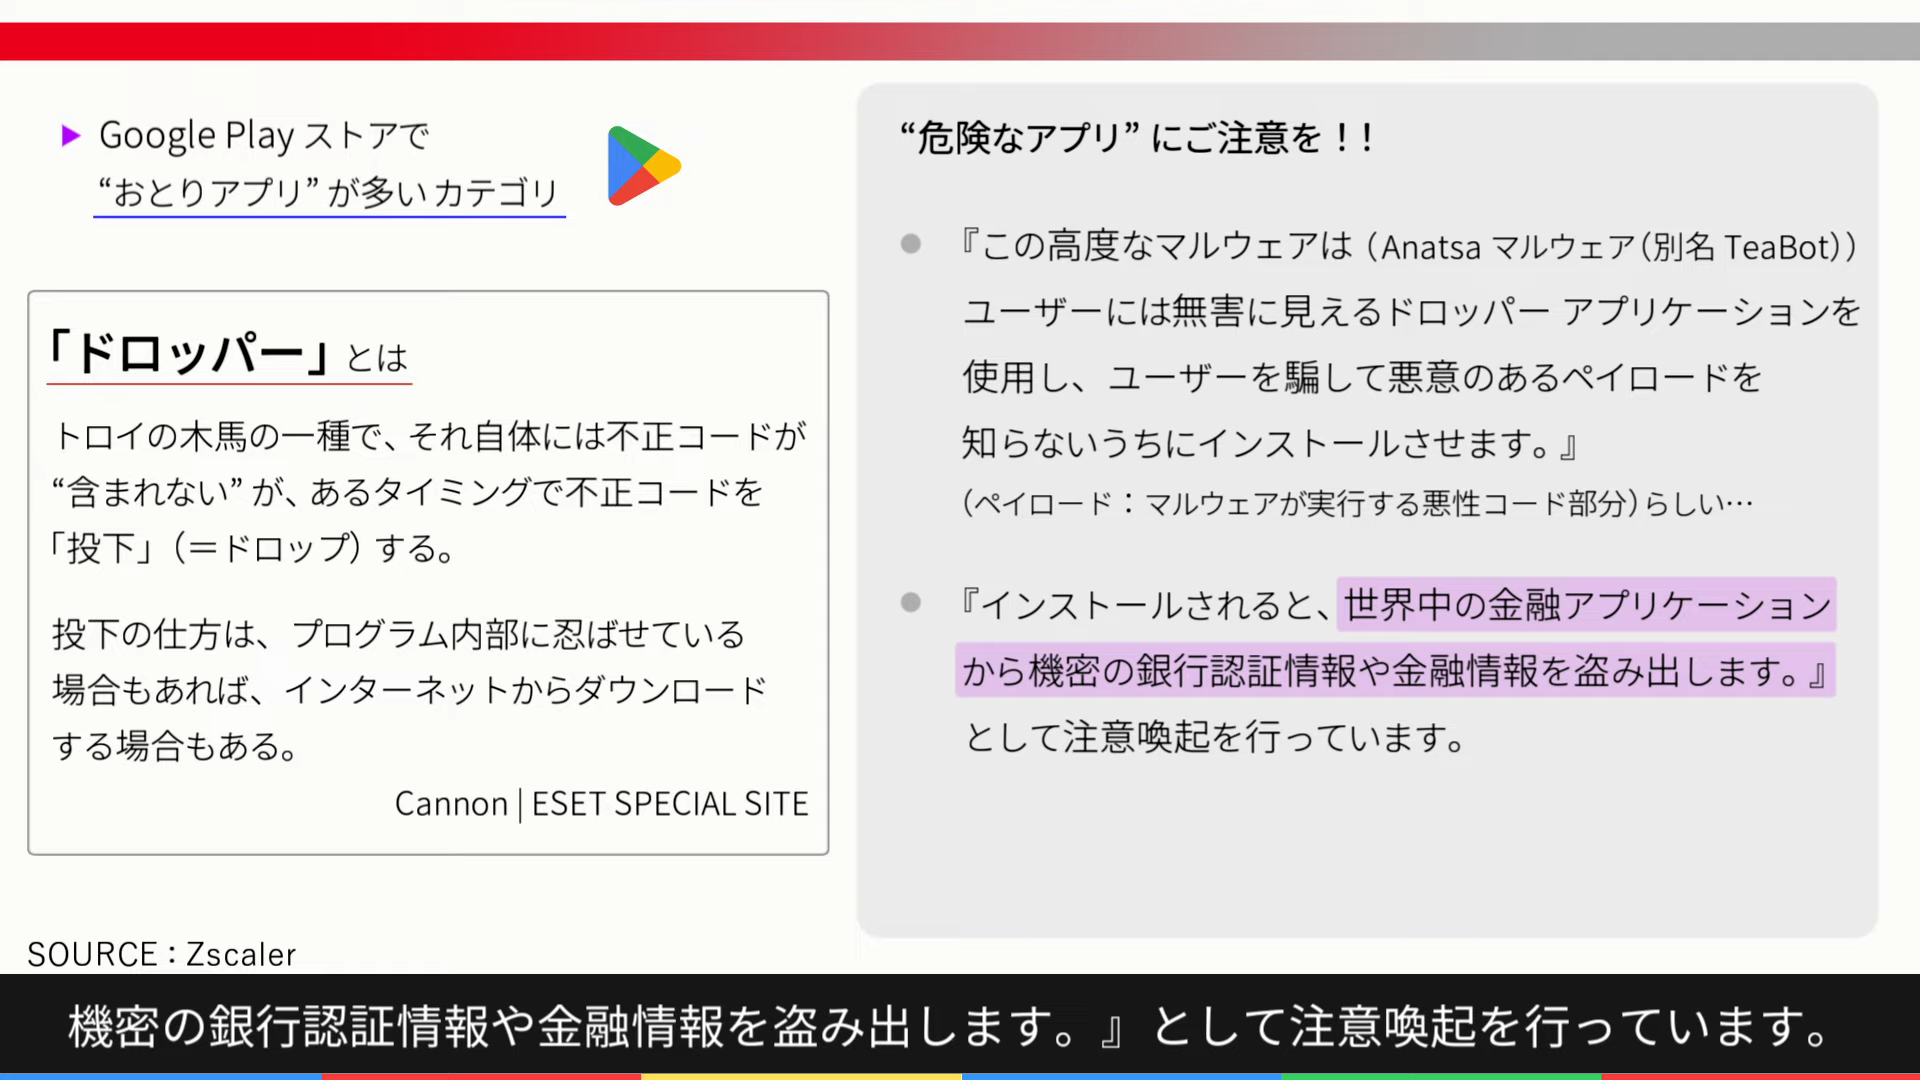 Google Play ストアで
“おとりアプリ” が多い カテゴリ
「ドロッパー」とは
トロイの木馬の一種で、それ自体には不正コードが
“含まれない” が、あるタイミングで不正コードを
「投下」（＝ドロップ）する。
投下の仕方は、プログラム内部に忍ばせている
場合もあれば、インターネットからダウンロード
する場合もある。
Cannon | ESET SPECIAL SITE
SOURCE：Zscaler
“危険なアプリ” にご注意を！！
『この高度なマルウェアは（Anatsa マルウェア（別名 TeaBot））
ユーザーには無害に見えるドロッパー アプリケーションを
使用し、ユーザーを騙して悪意のあるペイロードを
知らないうちにインストールさせます。』
（ペイロード：マルウェアが実行する悪性コード部分）らしい…
『インストールされると、世界中の金融アプリケーション
から機密の銀行認証情報や金融情報を盗み出します。』
として注意喚起を行っています。
機密の銀行認証情報や金融情報を盗み出します。』として注意喚起を行っています。